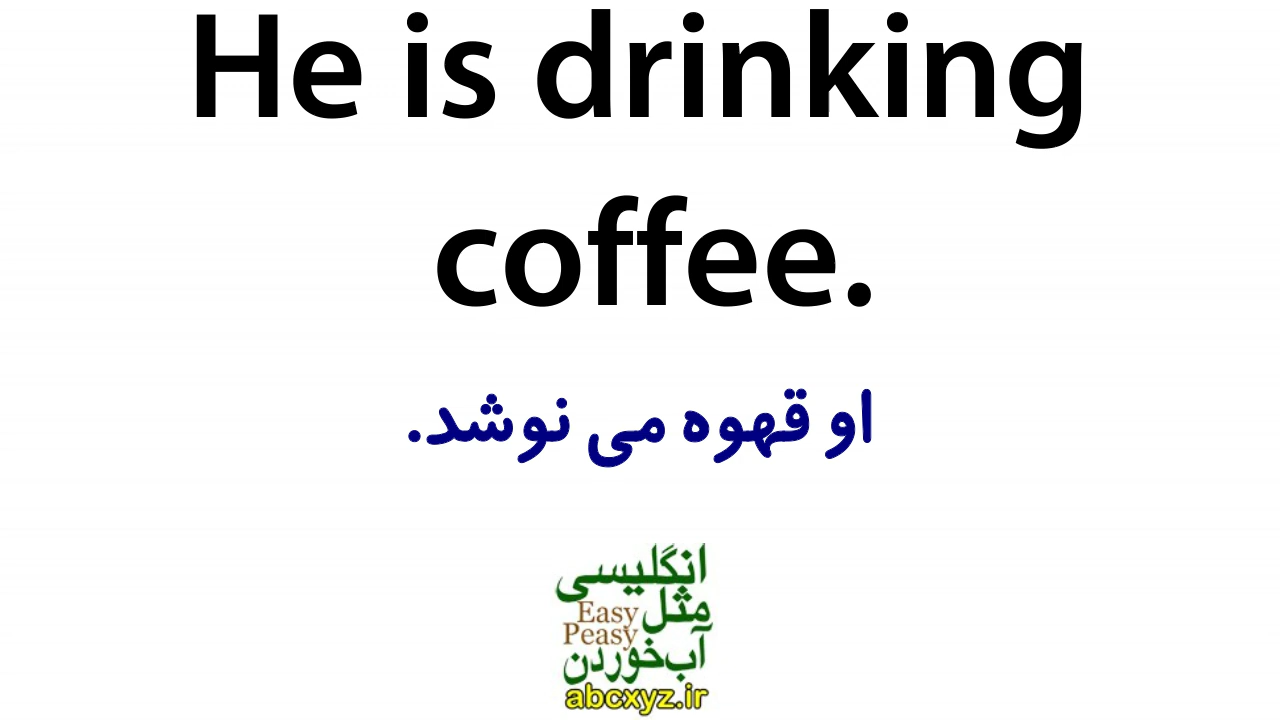 He is drinking
coffee.
او قهوه می نوشد.
انگلیسی
مثل Easy
Peasy
آب‌خوردن
abcxyz.ir